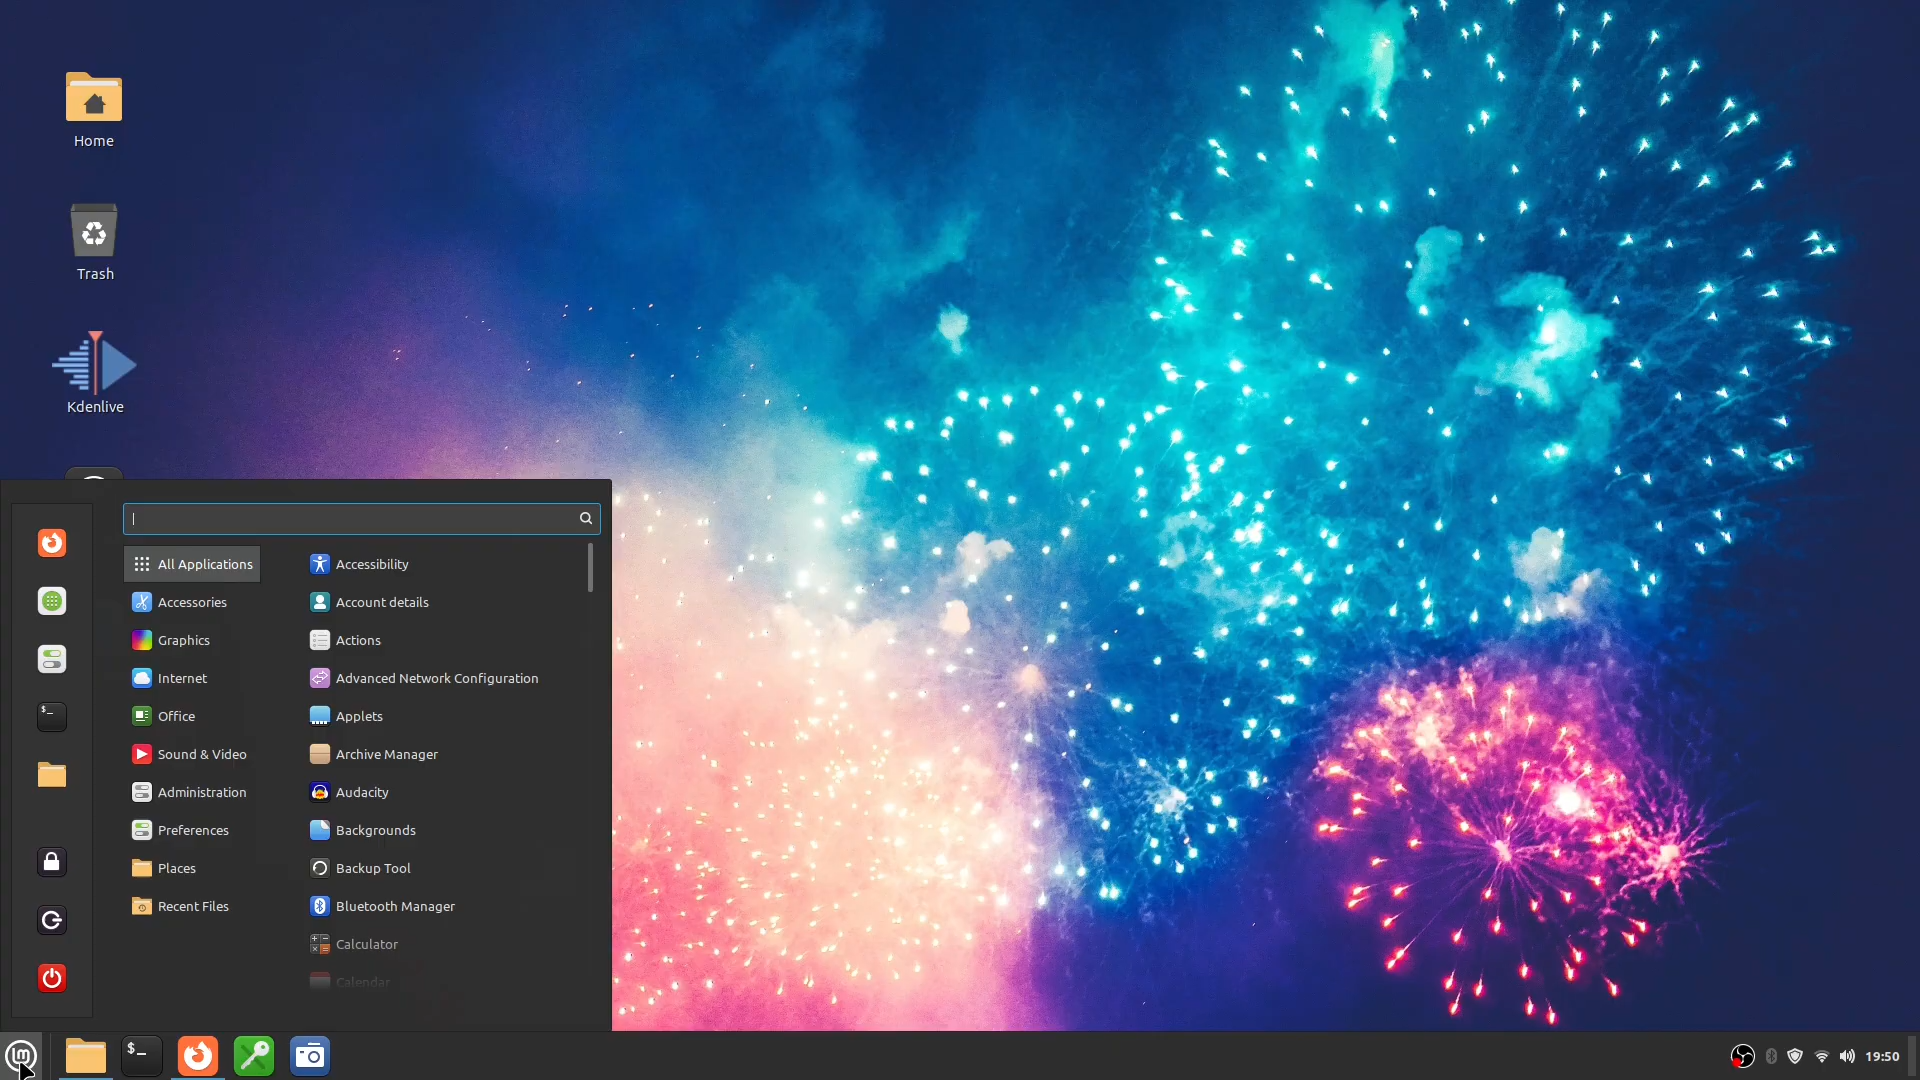 Home
Trash
Kdenlive
All Applications
Accessories
Graphics
Internet
Office
Sound & Video
Administration
Preferences
Places
Recent Files
Accessibility
Account details
Actions
Advanced Network Configuration
Applets
Archive Manager
Audacity
Backgrounds
Backup Tool
Bluetooth Manager
Calculator
Calendar
$_
$_
19:50